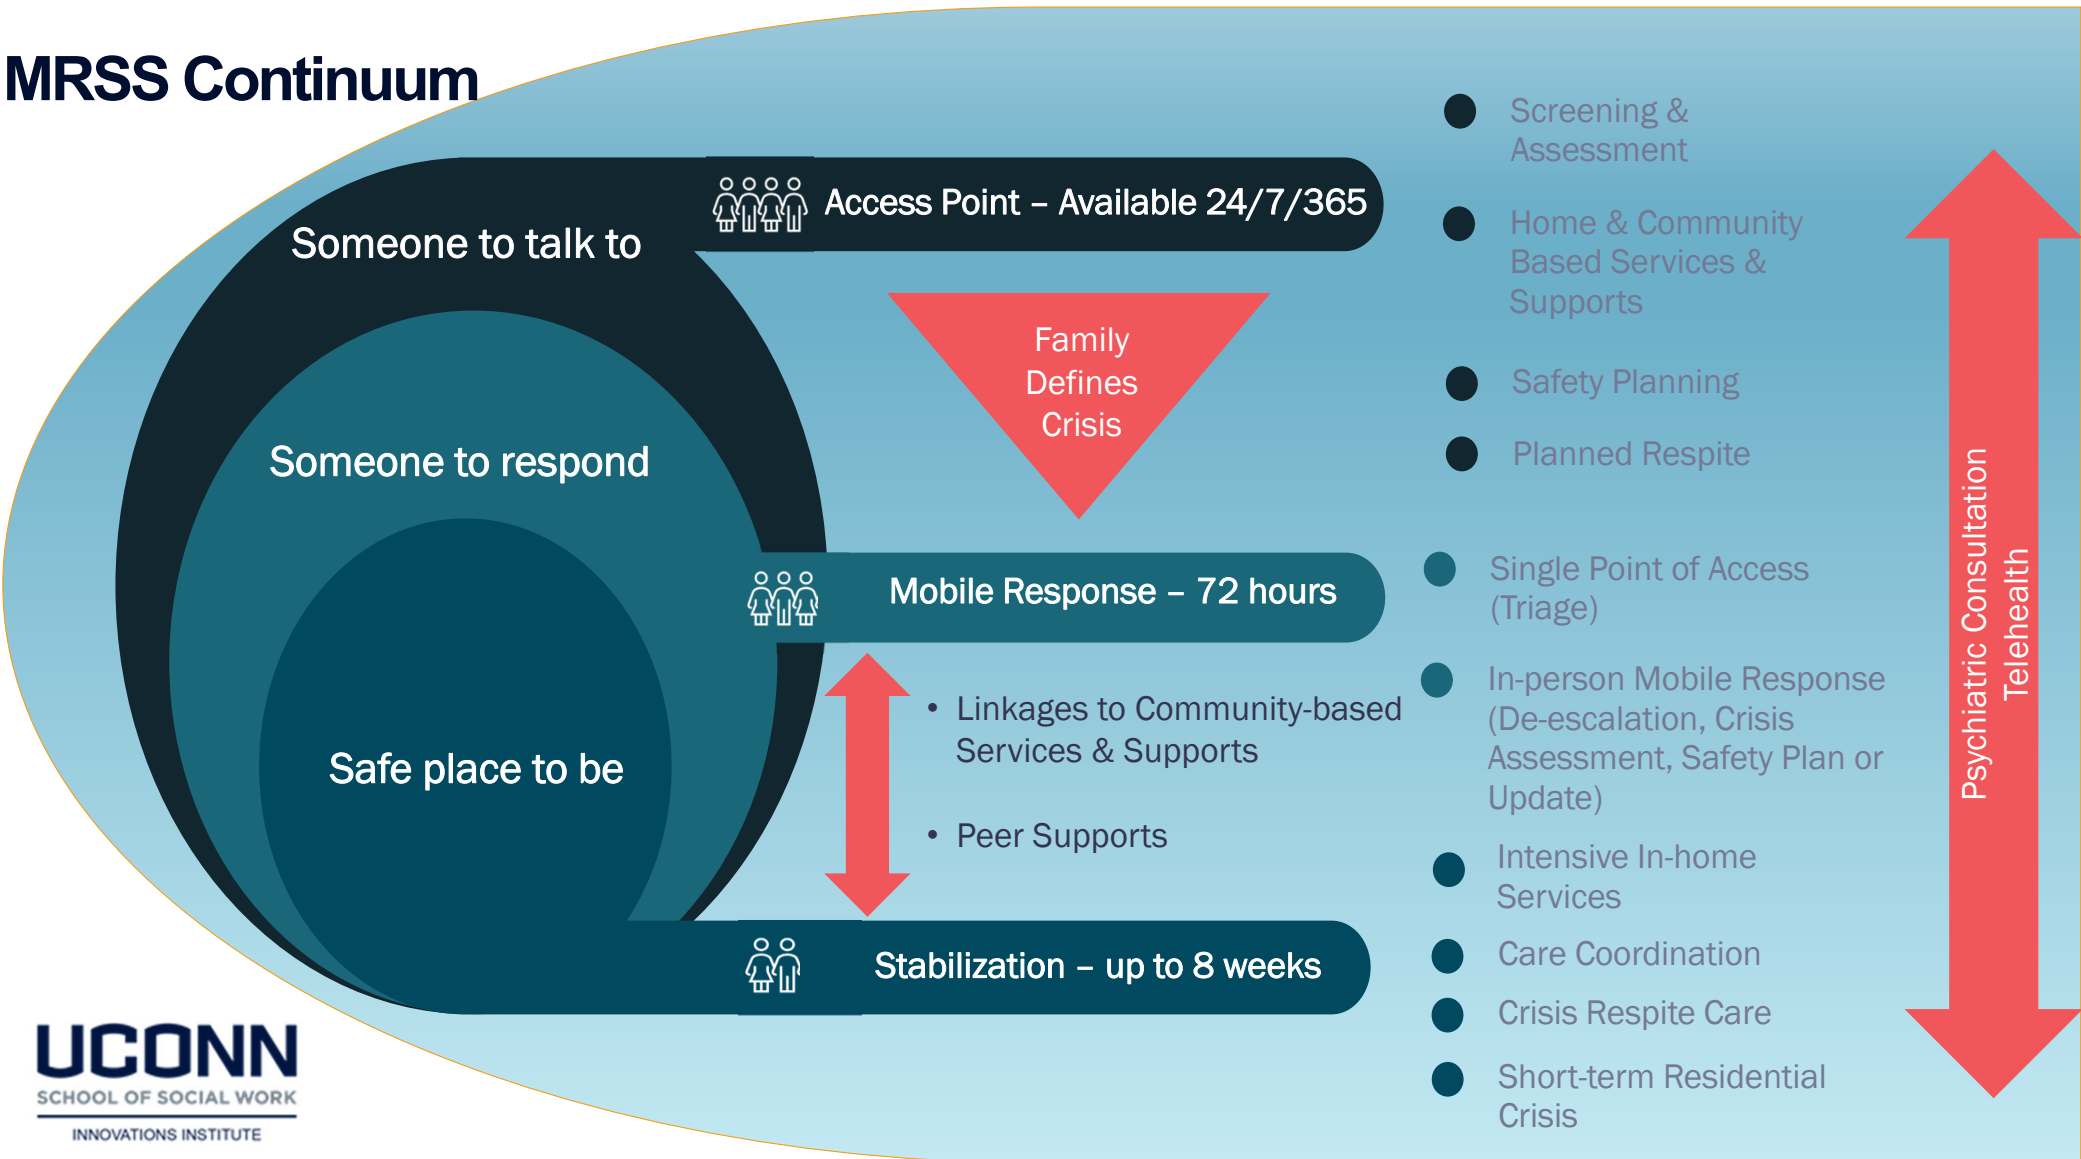 MRSS Continuum
Someone to talk to
Access Point – Available 24/7/365
Family
Defines
Crisis
Someone to respond
Mobile Response – 72 hours
• Linkages to Community-based
Services & Supports
• Peer Supports
Safe place to be
Stabilization – up to 8 weeks
Screening &
Assessment
Home & Community
Based Services &
Supports
Safety Planning
Planned Respite
Single Point of Access
(Triage)
In-person Mobile Response
(De-escalation, Crisis
Assessment, Safety Plan or
Update)
Intensive In-home
Services
Care Coordination
Crisis Respite Care
Short-term Residential
Crisis
Psychiatric Consultation
Telehealth
UCONN
SCHOOL OF SOCIAL WORK
INNOVATIONS INSTITUTE